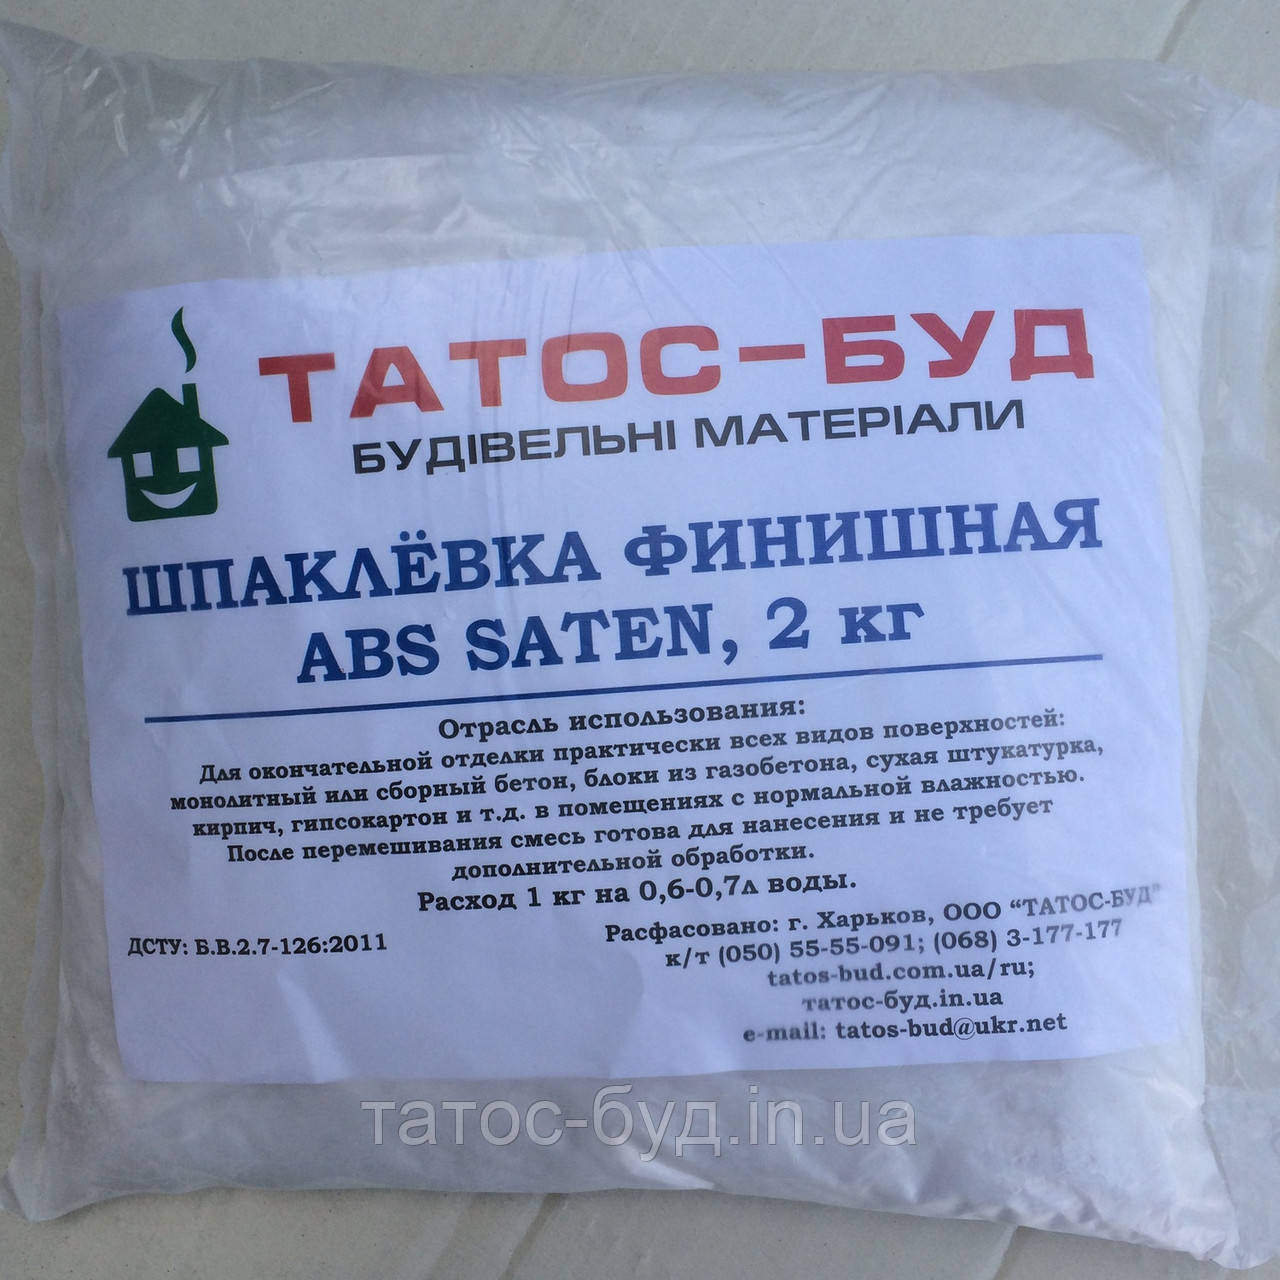 ТАТОС-БУД
БУДІВЕЛЬНІ МАТЕРІАЛИ
ШПАКЛЁВКА ФИНИШНАЯ
ABS SATEN, 2 кг
Отрасль использования:
Для окончательной отделки практически всех видов поверхностей:
монолитный или сборный бетон, блоки из газобетона, сухая штукатурка,
кирпич, гипсокартон и т.д. в помещениях с нормальной влажностью.
После перемешивания смесь готова для нанесения и не требует
дополнительной обработки.
Расход 1 кг на 0,6-0,7л воды.
ДСТУ: Б.В.2.7-126:2011
Расфасовано: г. Харьков, ООО “ТАТОС-БУД”
к/т (050) 55-55-091; (068) 3-177-177
tatos-bud.com.ua/ru;
татос-буд.in.ua
e-mail: tatos-bud@ukr.net
татос-буд.in.ua